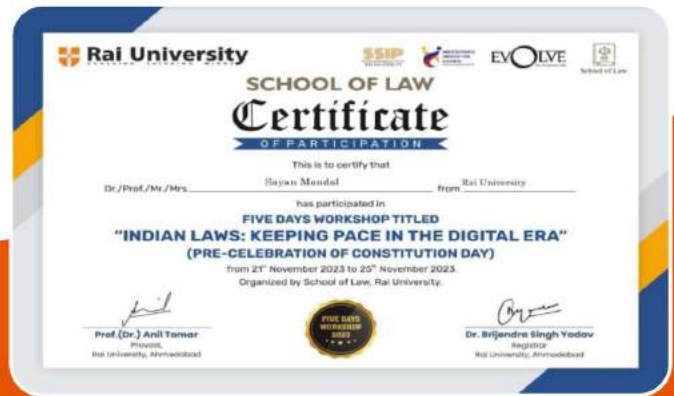 Rai University
SSIP
EVOLVE
School of Law
SCHOOL OF LAW
Certificate
OF PARTICIPATION
This is to certify that
Dr./Prof./Mr./Mrs. Sayan Mandal from Rai University
has participated in
FIVE DAYS WORKSHOP TITLED
"INDIAN LAWS: KEEPING PACE IN THE DIGITAL ERA"
(PRE-CELEBRATION OF CONSTITUTION DAY)
from 21st November 2023 to 25th November 2023.
Organized by School of Law, Rai University.
FIVE DAYS
WORKSHOP
2023
Prof.(Dr.) Anil Tomar
Provost,
Rai University, Ahmedabad
Dr. Brijendra Singh Yadav
Registrar
Rai University, Ahmedabad